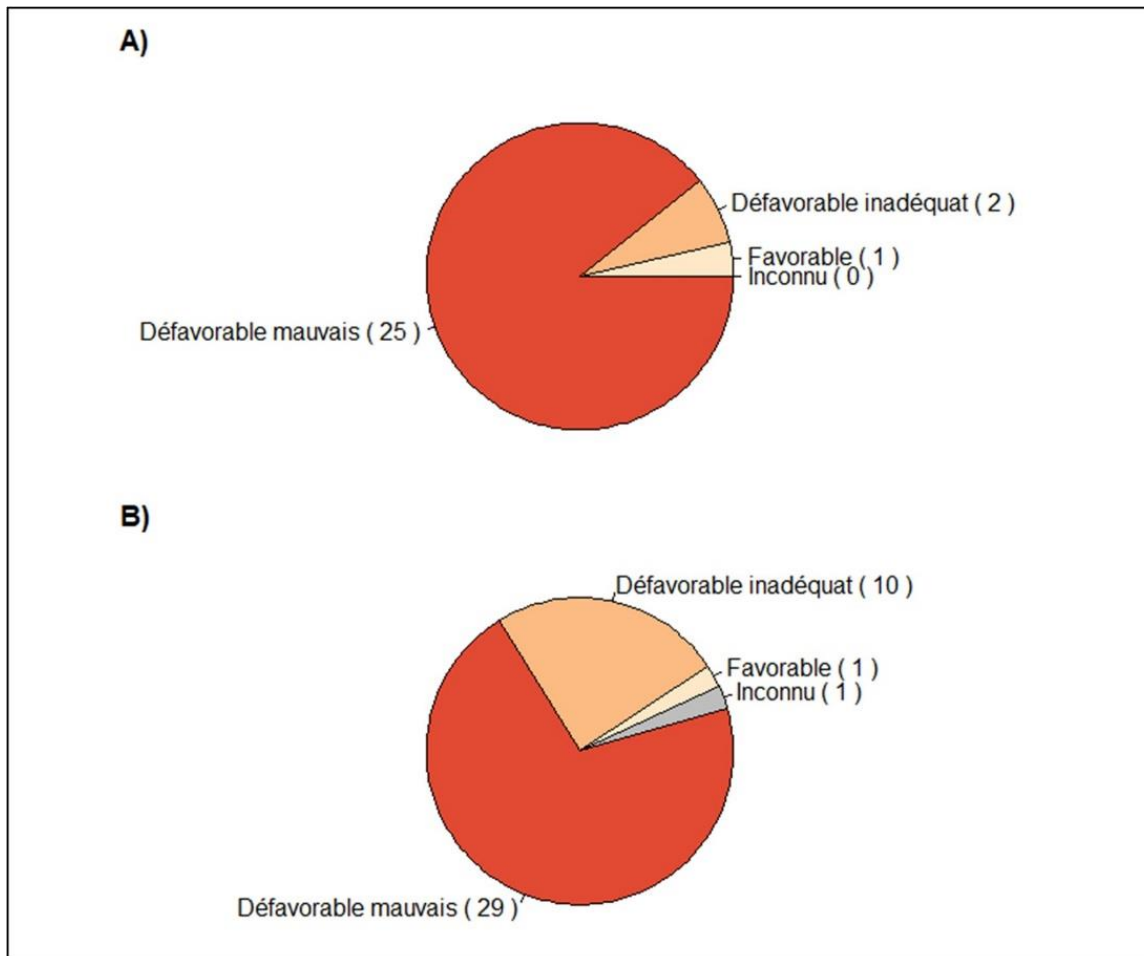 A)
Défavorable inadéquat ( 2 )
Favorable ( 1 )
Inconnu ( 0 )
Défavorable mauvais ( 25 )
B)
Défavorable inadéquat ( 10 )
Favorable ( 1 )
Inconnu ( 1 )
Défavorable mauvais ( 29 )